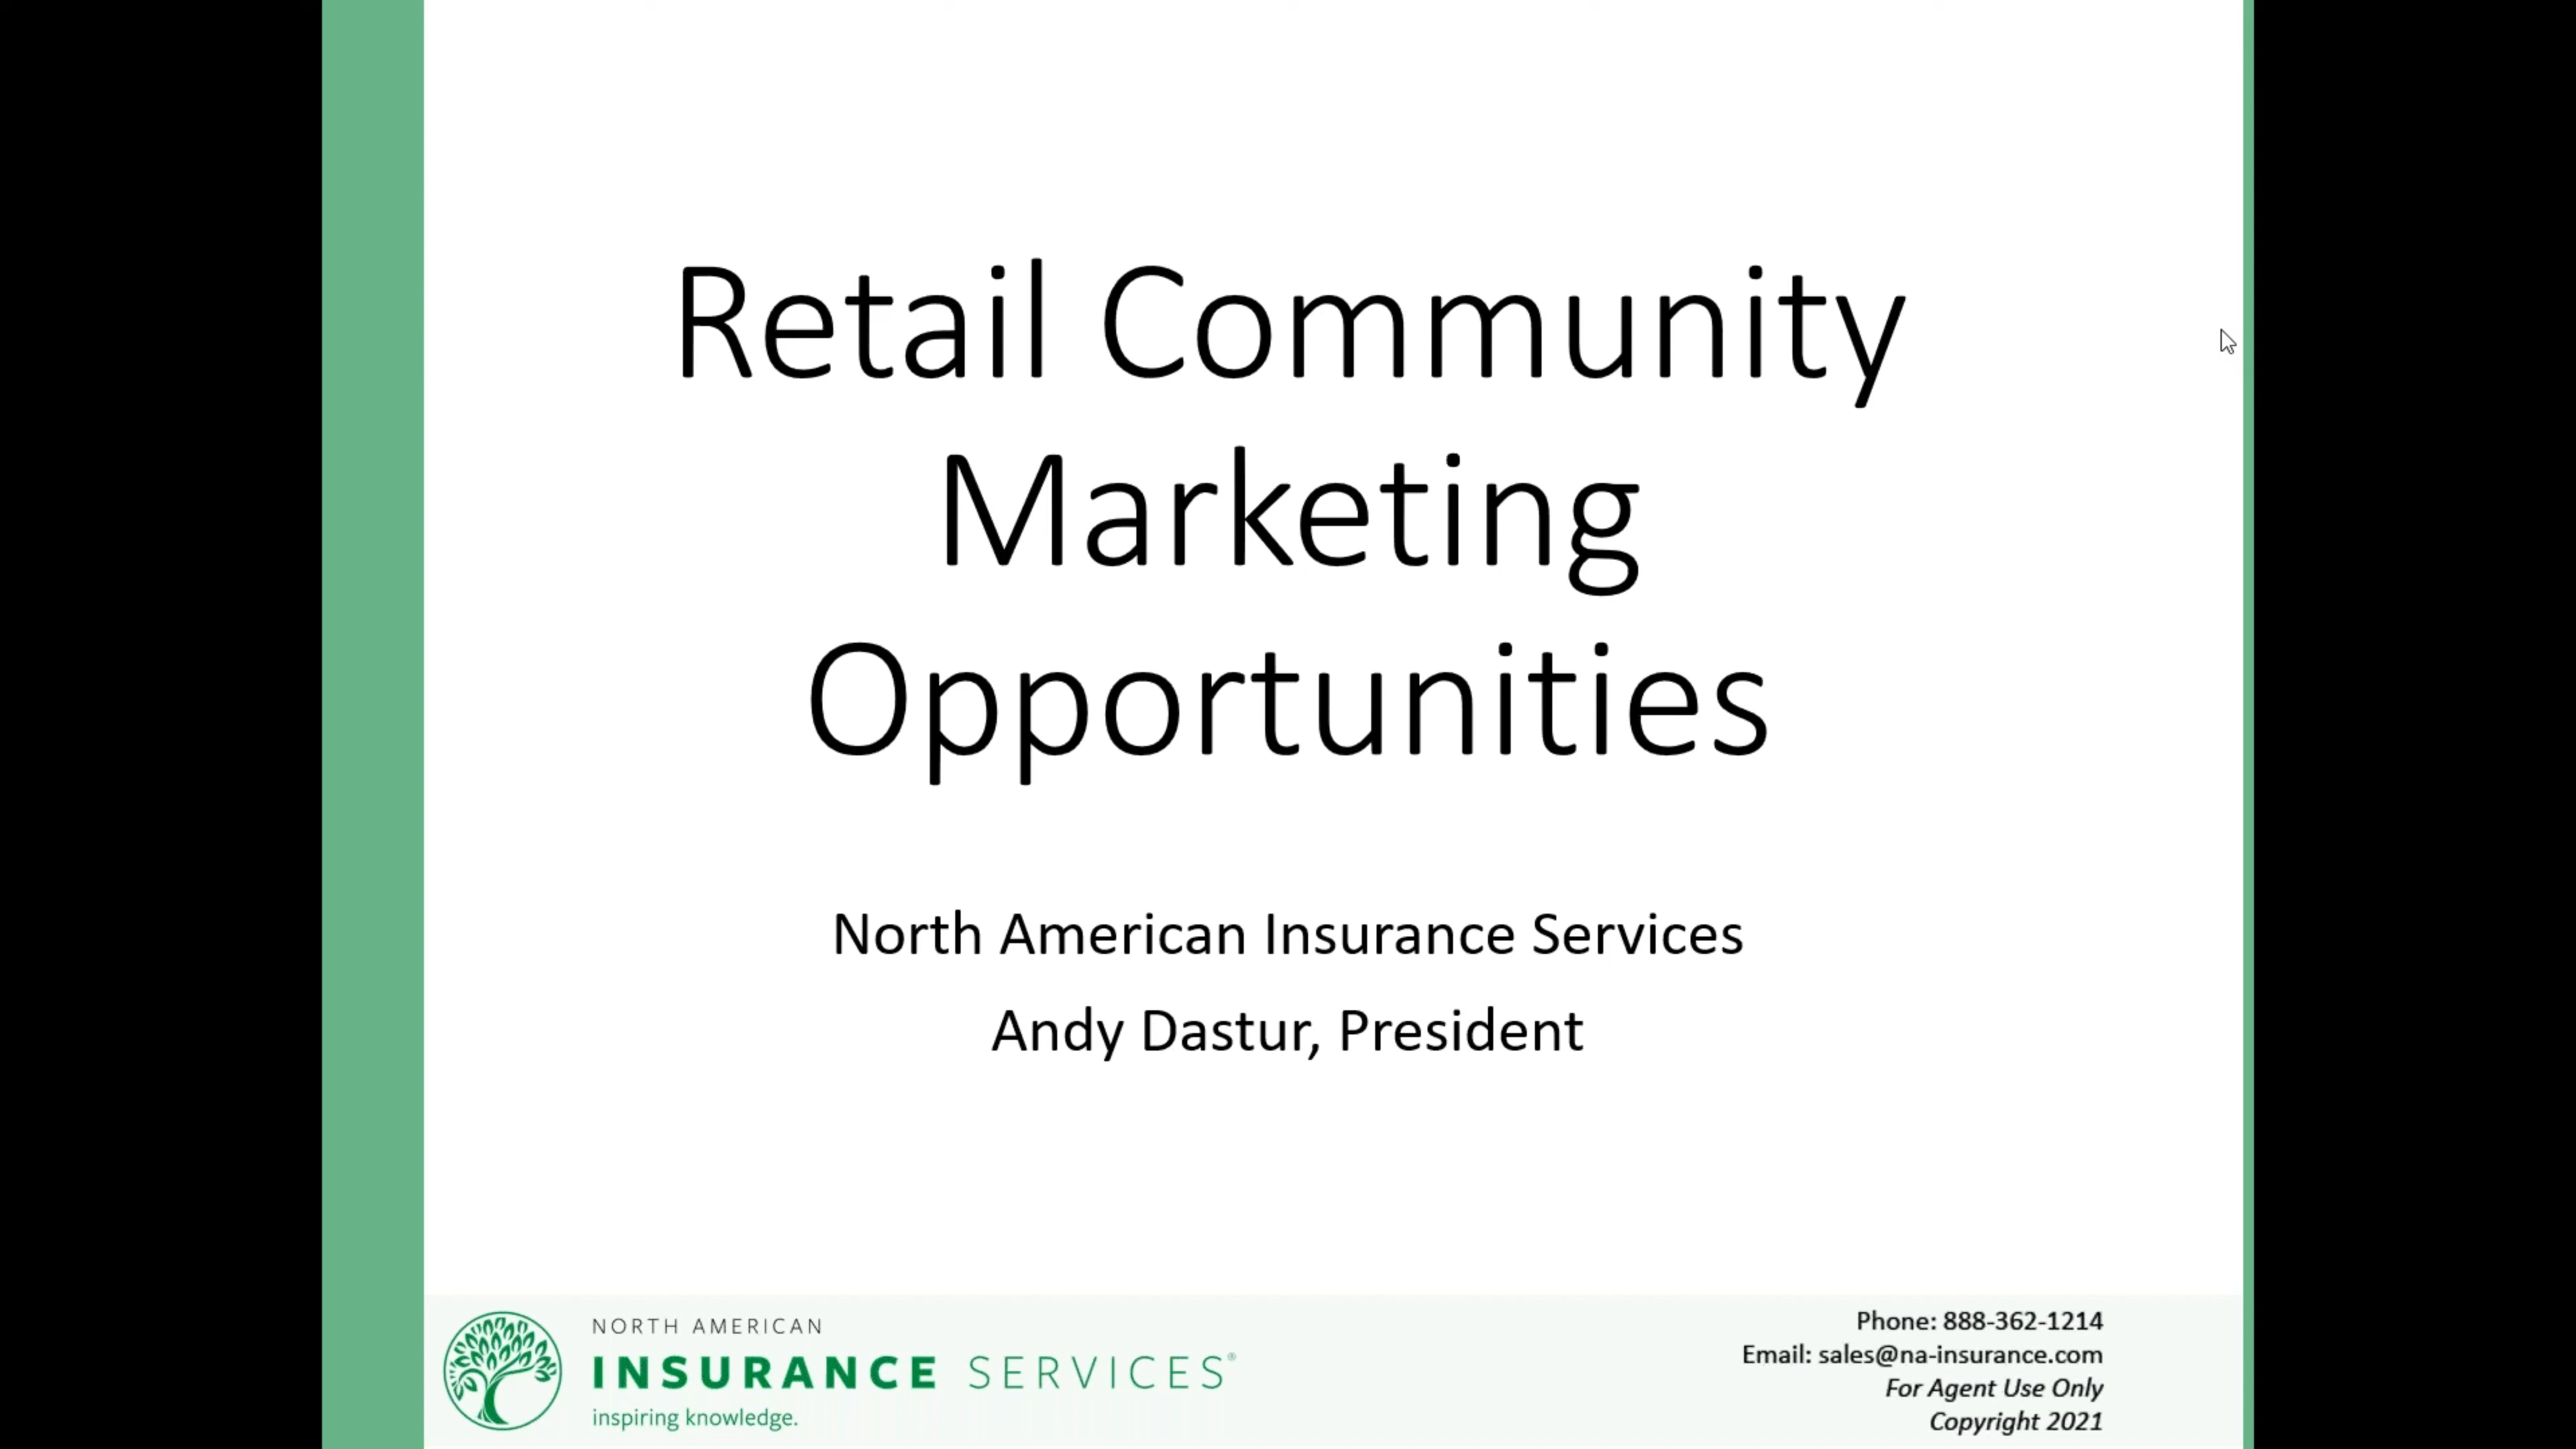 Retail Community
Marketing
Opportunities
North American Insurance Services
Andy Dastur, President
NORTH AMERICAN
INSURANCE SERVICES®
inspiring knowledge.
Phone: 888-362-1214
Email: sales@na-insurance.com
For Agent Use Only
Copyright 2021